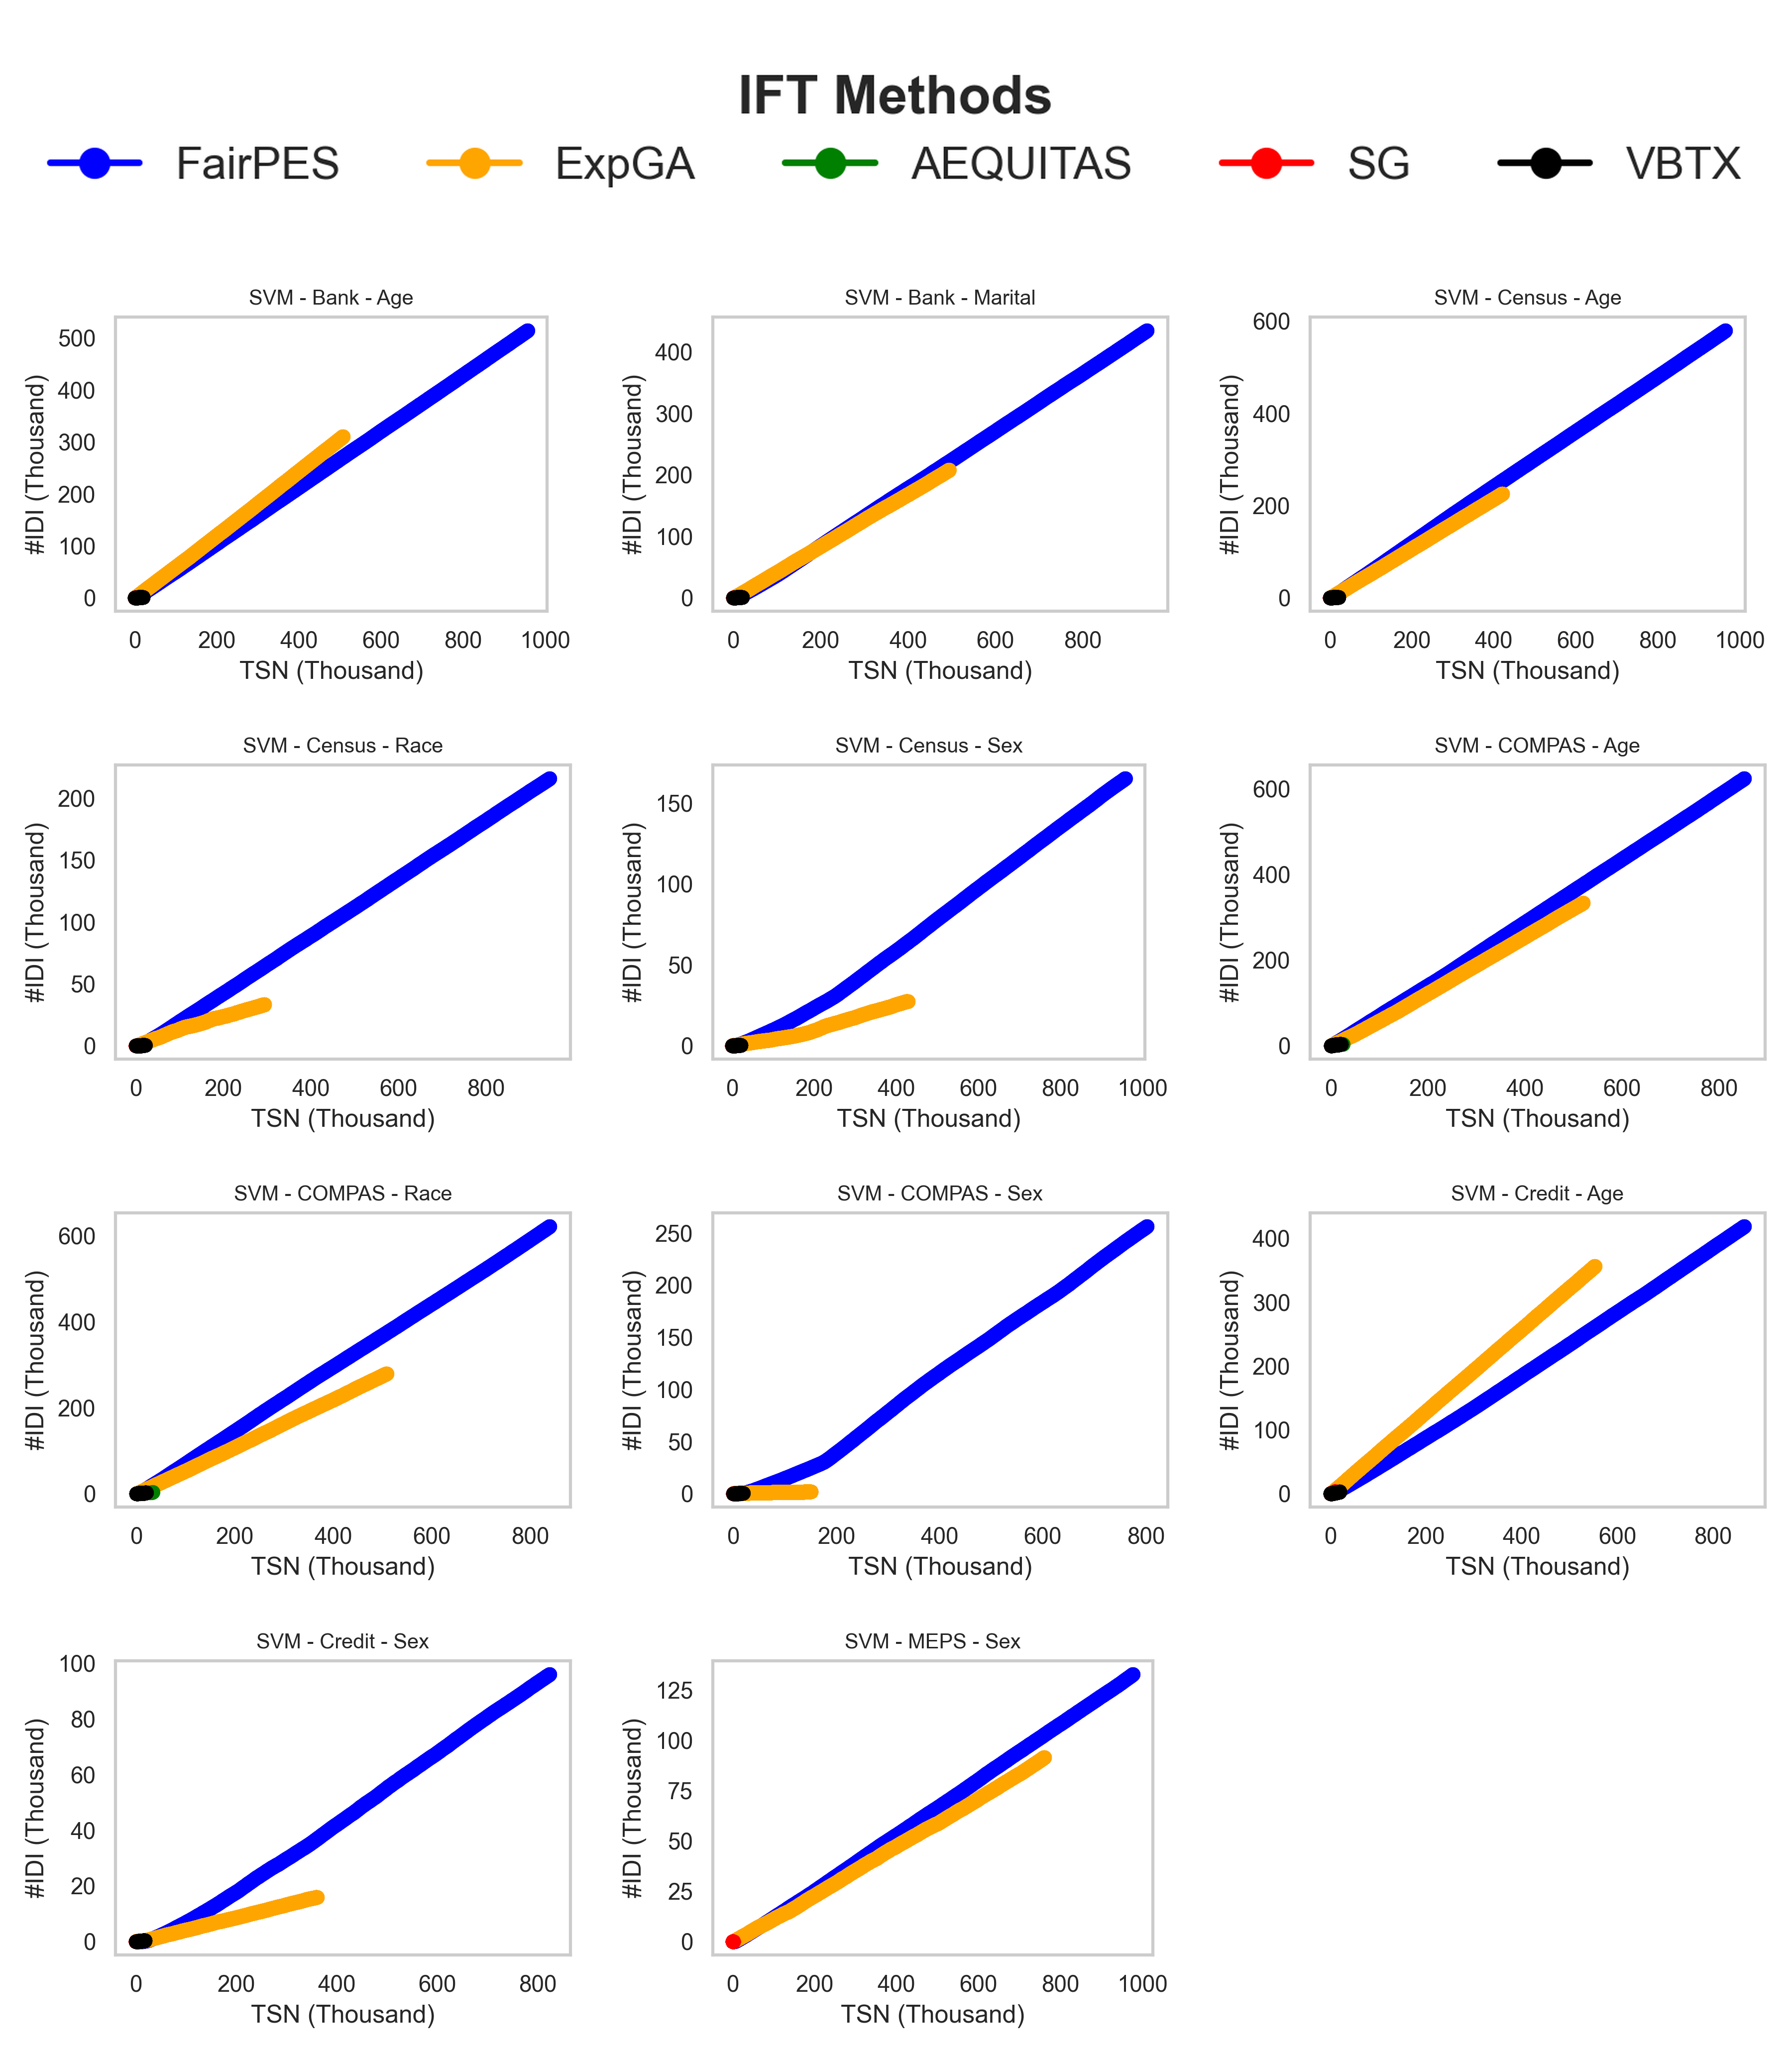 IFT Methods
FairPES ExpGA AEQUITAS SG VBTX
SVM - Bank - Age
#IDI (Thousand)
500
400
300
200
100
0
0 200 400 600 800 1000
TSN (Thousand)
SVM - Bank - Marital
#IDI (Thousand)
400
300
200
100
0
0 200 400 600 800
TSN (Thousand)
SVM - Census - Age
#IDI (Thousand)
600
400
200
0
0 200 400 600 800 1000
TSN (Thousand)
SVM - Census - Race
#IDI (Thousand)
200
150
100
50
0
0 200 400 600 800
TSN (Thousand)
SVM - Census - Sex
#IDI (Thousand)
150
100
50
0
0 200 400 600 800 1000
TSN (Thousand)
SVM - COMPAS - Age
#IDI (Thousand)
600
400
200
0
0 200 400 600 800
TSN (Thousand)
SVM - COMPAS - Race
#IDI (Thousand)
600
400
200
0
0 200 400 600 800
TSN (Thousand)
SVM - COMPAS - Sex
#IDI (Thousand)
250
200
150
100
50
0
0 200 400 600 800
TSN (Thousand)
SVM - Credit - Age
#IDI (Thousand)
400
300
200
100
0
0 200 400 600 800
TSN (Thousand)
SVM - Credit - Sex
#IDI (Thousand)
100
80
60
40
20
0
0 200 400 600 800
TSN (Thousand)
SVM - MEPS - Sex
#IDI (Thousand)
125
100
75
50
25
0
0 200 400 600 800 1000
TSN (Thousand)